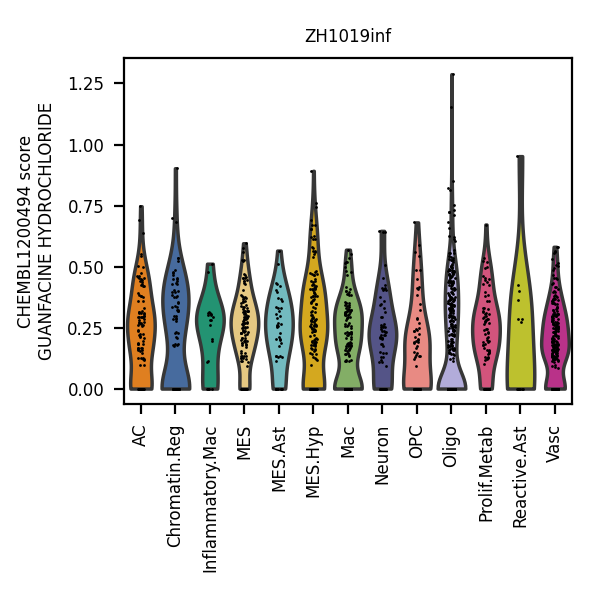 ZH1019inf
CHEMBL1200494 score
GUANFACINE HYDROCHLORIDE
1.25
1.00
0.75
0.50
0.25
0.00
AC
Chromatin.Reg
Inflammatory.Mac
MES
MES.Ast
MES.Hyp
Mac
Neuron
OPC
Oligo
Prolif.Metab
Reactive.Ast
Vasc